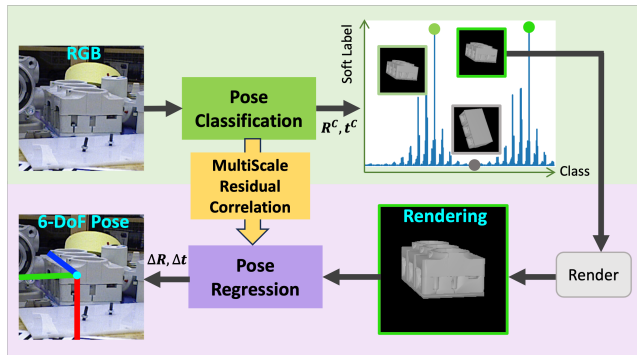 RGB
Pose
Classification
R^C, t^C
Soft Label
Class
MultiScale
Residual
Correlation
6-DoF Pose
ΔR, Δt
Pose
Regression
Rendering
Render